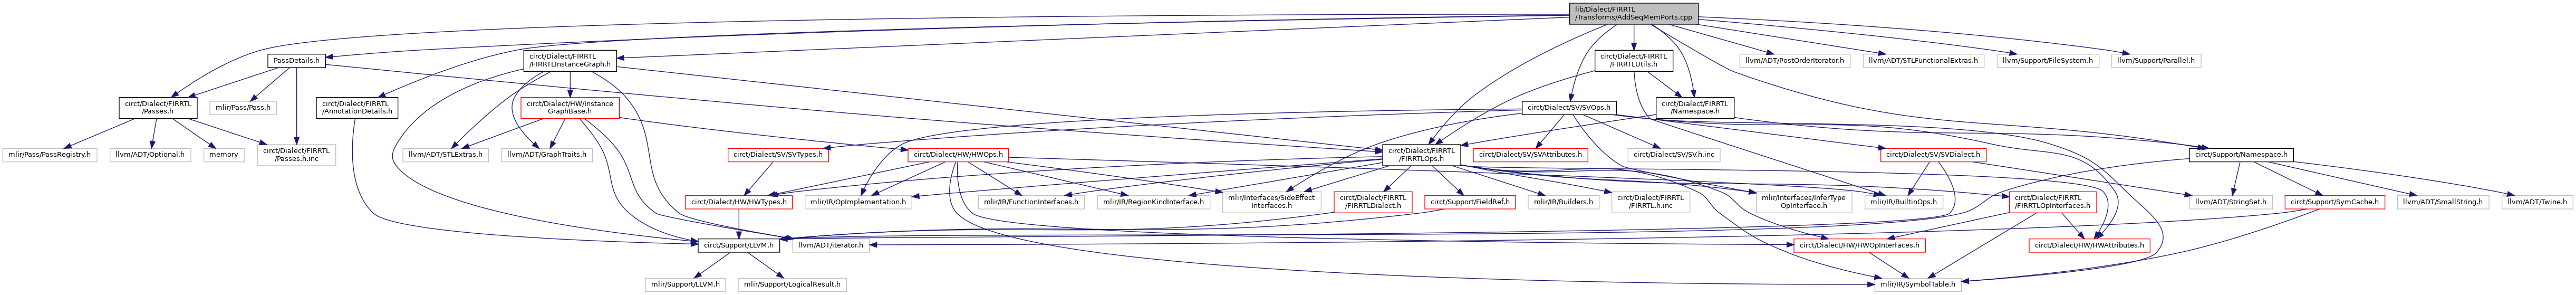 lib/Dialect/FIRRTL
/Transforms/AddSeqMemPorts.cpp
PassDetails.h
circt/Dialect/FIRRTL
/FIRRTLInstanceGraph.h
circt/Dialect/FIRRTL
/FIRRTLUtils.h
llvm/ADT/PostOrderIterator.h
llvm/ADT/STLFunctionalExtras.h
llvm/Support/FileSystem.h
llvm/Support/Parallel.h
circt/Dialect/FIRRTL
/Passes.h
mlir/Pass/Pass.h
circt/Dialect/FIRRTL
/AnnotationDetails.h
circt/Dialect/HW/Instance
GraphBase.h
circt/Dialect/SV/SVOps.h
circt/Dialect/FIRRTL
/Namespace.h
mlir/Pass/PassRegistry.h
llvm/ADT/Optional.h
memory
circt/Dialect/FIRRTL
/Passes.h.inc
llvm/ADT/STLExtras.h
llvm/ADT/GraphTraits.h
circt/Dialect/SV/SVTypes.h
circt/Dialect/HW/HWOps.h
circt/Dialect/FIRRTL
/FIRRTLOps.h
circt/Dialect/SV/SVAttributes.h
circt/Dialect/SV/SV.h.inc
circt/Dialect/SV/SVDialect.h
circt/Support/Namespace.h
circt/Dialect/HW/HWTypes.h
mlir/IR/OpImplementation.h
mlir/IR/FunctionInterfaces.h
mlir/IR/RegionKindInterface.h
mlir/Interfaces/SideEffect
Interfaces.h
circt/Dialect/FIRRTL
/FIRRTLDialect.h
circt/Support/FieldRef.h
mlir/IR/Builders.h
circt/Dialect/FIRRTL
/FIRRTL.h.inc
mlir/Interfaces/InferType
OpInterface.h
mlir/IR/BuiltinOps.h
circt/Dialect/FIRRTL
/FIRRTLOpInterfaces.h
llvm/ADT/StringSet.h
circt/Support/SymCache.h
llvm/ADT/SmallString.h
llvm/ADT/Twine.h
circt/Support/LLVM.h
llvm/ADT/iterator.h
circt/Dialect/HW/HWOpInterfaces.h
circt/Dialect/HW/HWAttributes.h
mlir/Support/LLVM.h
mlir/Support/LogicalResult.h
mlir/IR/SymbolTable.h